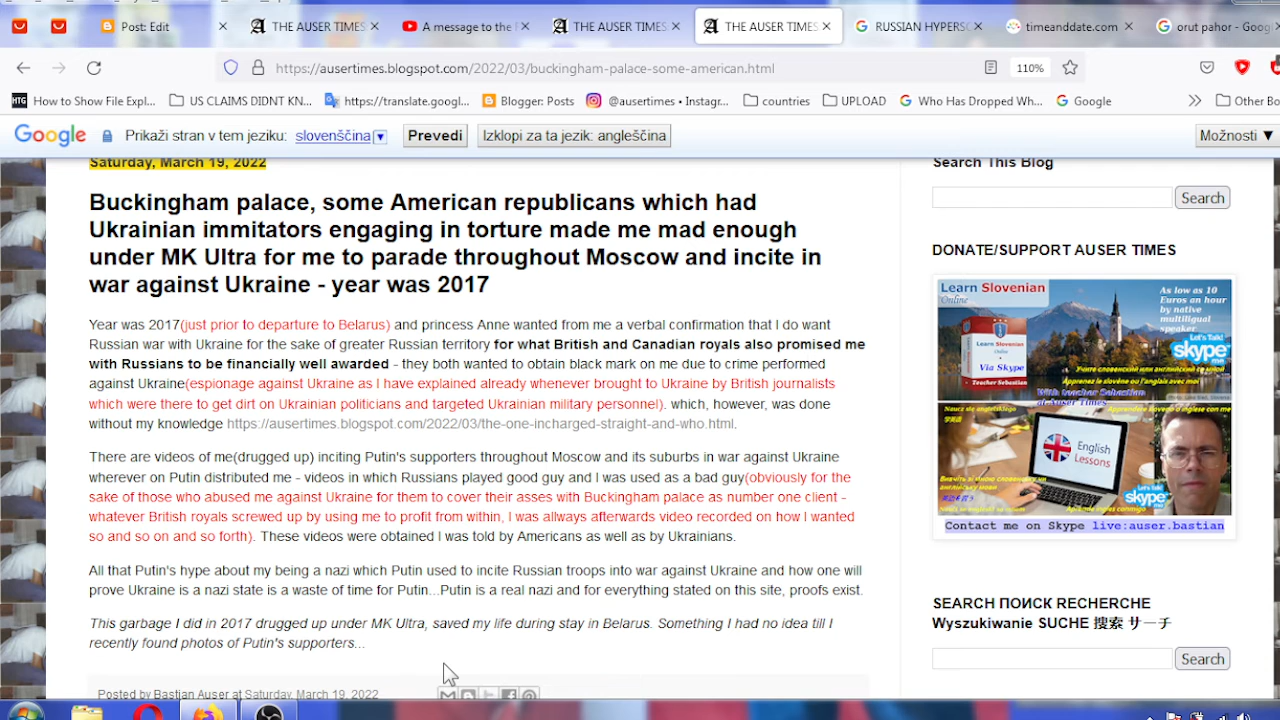 Post: Edit
THE AUSER TIMES
A message to the
THE AUSER TIMES
THE AUSER TIMES
RUSSIAN HYPERSO
timeanddate.com
orut pahor - Goog
https://ausertimes.blogspot.com/2022/03/buckingham-palace-some-american.html
110%
HTG How to Show File Expl...
US CLAIMS DIDNT KN...
https://translate.googl...
Blogger: Posts
@ausertimes • Instagr...
countries
UPLOAD
Who Has Dropped Wh...
Google
Other Bo
Google Prikaži stran v tem jeziku: slovenščina Prevedi Izklopi za ta jezik: angleščina Možnosti ▼
Saturday, March 19, 2022
Buckingham palace, some American republicans which had
Ukrainian immitators engaging in torture made me mad enough
under MK Ultra for me to parade throughout Moscow and incite in
war against Ukraine - year was 2017
Year was 2017(just prior to departure to Belarus) and princess Anne wanted from me a verbal confirmation that I do want
Russian war with Ukraine for the sake of greater Russian territory for what British and Canadian royals also promised me
with Russians to be financially well awarded - they both wanted to obtain black mark on me due to crime performed
against Ukraine(espionage against Ukraine as I have explained already whenever brought to Ukraine by British journalists
which were there to get dirt on Ukrainian politicians and targeted Ukrainian military personnel). which, however, was done
without my knowledge https://ausertimes.blogspot.com/2022/03/the-one-incharged-straight-and-who.html.
There are videos of me(drugged up) inciting Putin's supporters throughout Moscow and its suburbs in war against Ukraine
wherever on Putin distributed me - videos in which Russians played good guy and I was used as a bad guy(obviously for the
sake of those who abused me against Ukraine for them to cover their asses with Buckingham palace as number one client -
whatever British royals screwed up by using me to profit from within, I was allways afterwards video recorded on how I wanted
so and so on and so forth). These videos were obtained I was told by Americans as well as by Ukrainians.
All that Putin's hype about my being a nazi which Putin used to incite Russian troops into war against Ukraine and how one will
prove Ukraine is a nazi state is a waste of time for Putin...Putin is a real nazi and for everything stated on this site, proofs exist.
This garbage I did in 2017 drugged up under MK Ultra, saved my life during stay in Belarus. Something I had no idea till I
recently found photos of Putin's supporters...
Posted by Bastian Auser at Saturday, March 19, 2022
Search This Blog
Search
DONATE/SUPPORT AUSER TIMES
Learn Slovenian
Online
As low as 10
Euros an hour
by native
multiligual
speaker
Let's Talk!
skype
me
Slovenian
Via Skype
Teacher Sebastian
With teacher Sebastian
at Auser Times
English
Lessons
Let's talk!
skype
me
Contact me on Skype live:auser.bastian
SEARCH ПОИСК RECHERCHE
Wyszukiwanie SUCHE 搜索 サーチ
Search